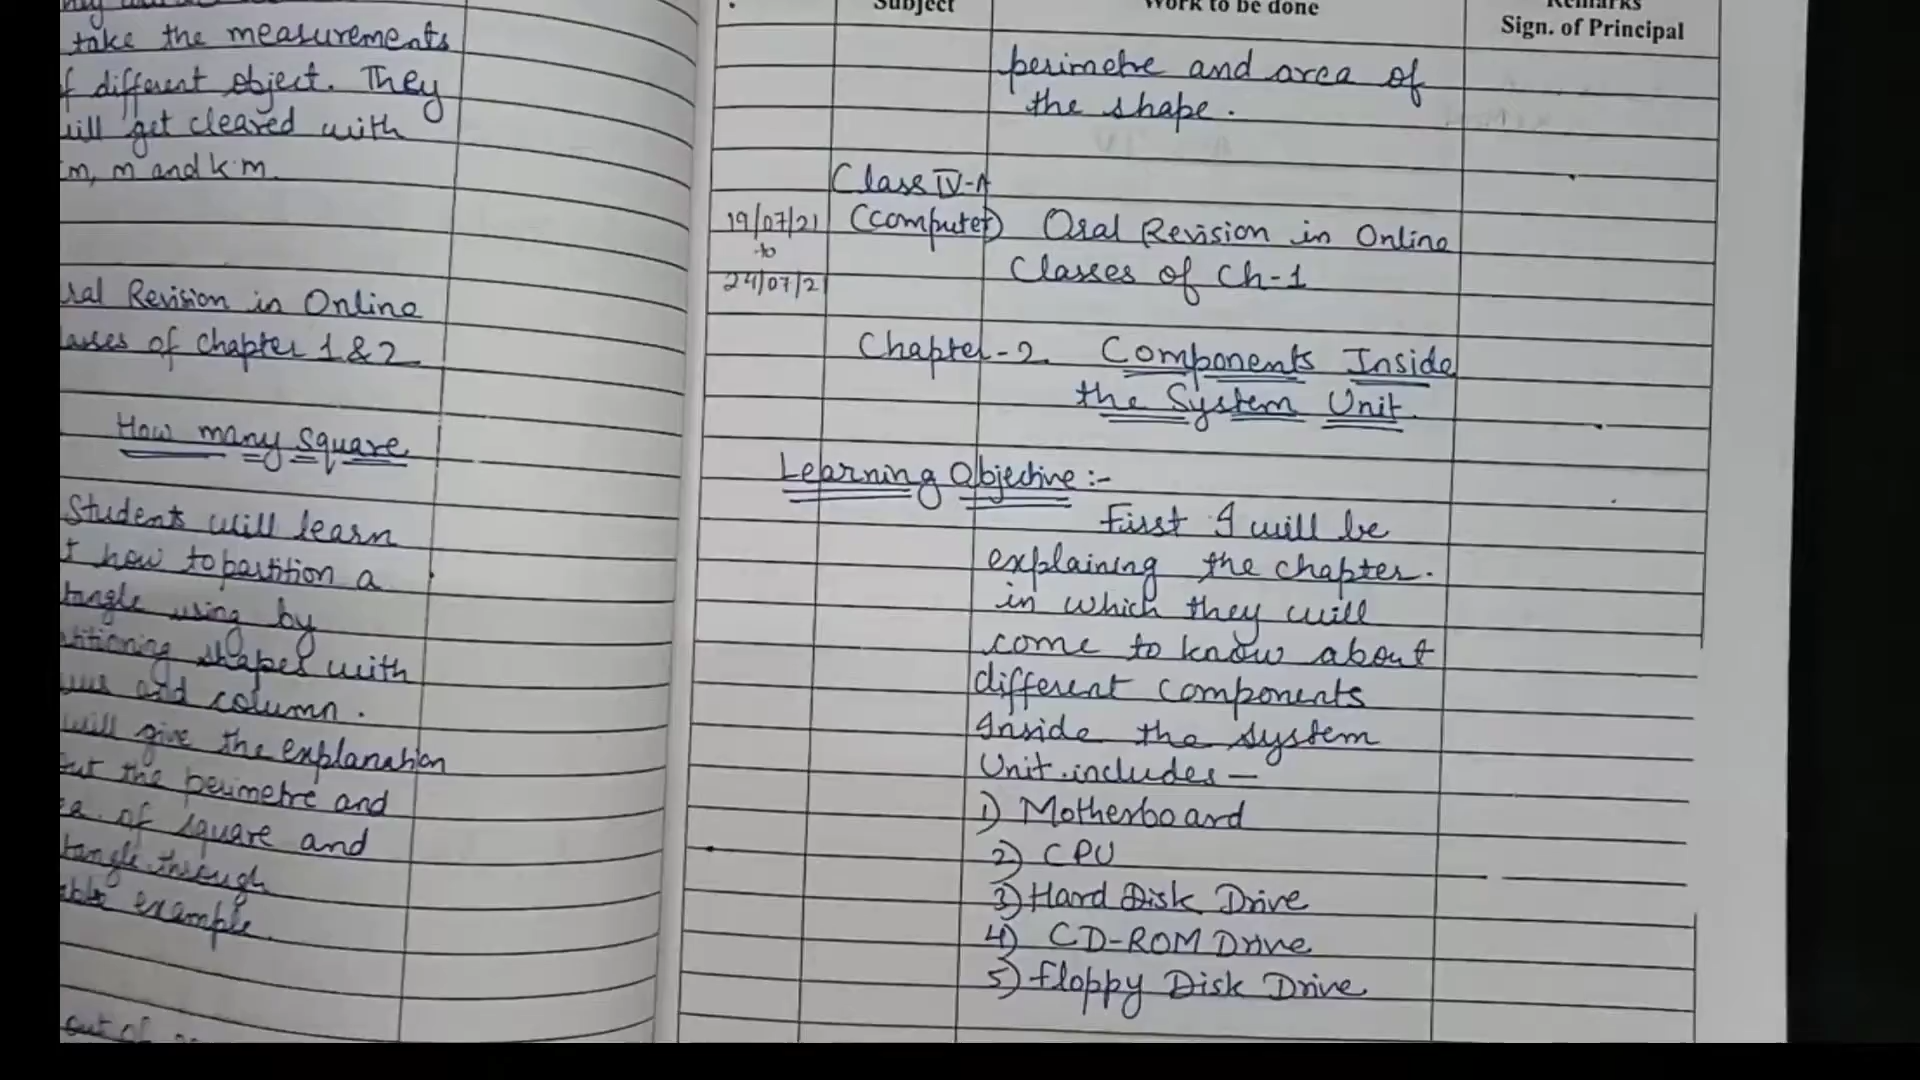 take the measurements
different object. They
get cleared with
m, m and km.
Revision in Online
of chapter 1 & 2
How many square
Students will learn
how to partition a
using by
shapes with
and column.
will give the explanation
the perimetre and
of square and
through
example.
out of
Subject
Work to be done
Remarks
Sign. of Principal
perimetre and area of
the shape.
Class IV-A
19/07/21 (computer) Oral Revision in Online
to
24/07/21 Classes of Ch-1
Chapter-2 Components Inside
the System Unit.
Learning Objective :-
First I will be
explaining the chapter.
in which they will
come to know about
different components
Inside the system
Unit includes —
1) Motherboard
2) CPU
3) Hard Disk Drive
4) CD-ROM Drive
5) Floppy Disk Drive